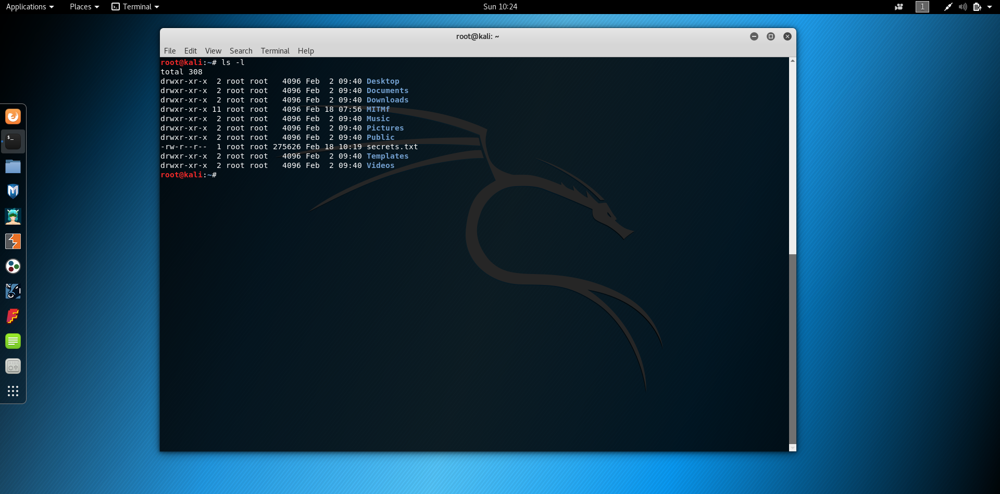 Applications Places Terminal Sun 10:24 1
root@kali: ~
File Edit View Search Terminal Help
root@kali:~# ls -l
total 308
drwxr-xr-x  2 root root   4096 Feb  2 09:40 Desktop
drwxr-xr-x  2 root root   4096 Feb  2 09:40 Documents
drwxr-xr-x  2 root root   4096 Feb  2 09:40 Downloads
drwxr-xr-x 11 root root   4096 Feb 18 07:56 MITMf
drwxr-xr-x  2 root root   4096 Feb  2 09:40 Music
drwxr-xr-x  2 root root   4096 Feb  2 09:40 Pictures
drwxr-xr-x  2 root root   4096 Feb  2 09:40 Public
-rw-r--r--  1 root root 275626 Feb 18 10:19 secrets.txt
drwxr-xr-x  2 root root   4096 Feb  2 09:40 Templates
drwxr-xr-x  2 root root   4096 Feb  2 09:40 Videos
root@kali:~#
$_